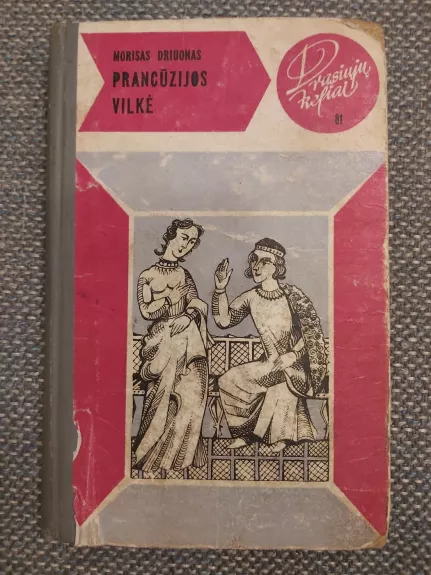 MORISAS DRIUONAS
PRANCŪZIJOS
VILKĖ
Drąsiųjų
keliai
81